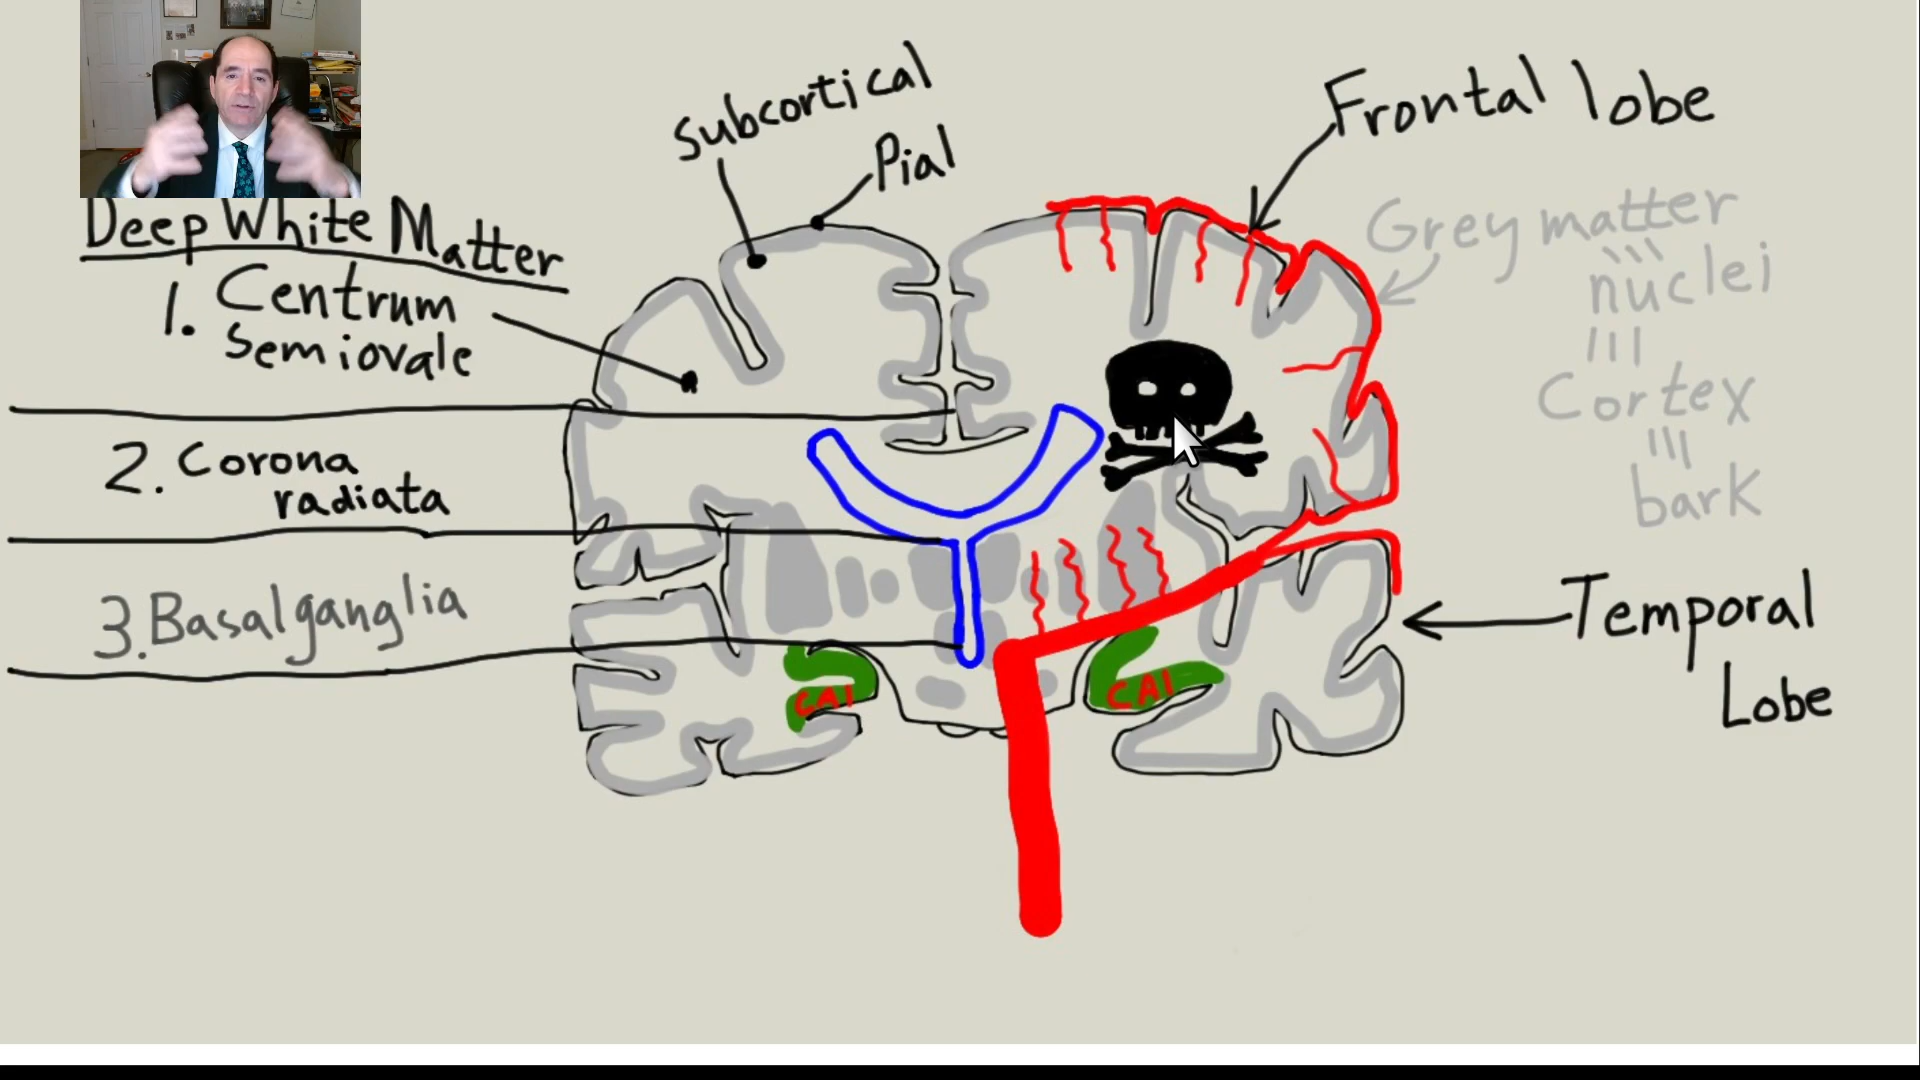 subcortical
Pial
Frontal lobe
Deep White Matter
1. Centrum
semiovale
2. Corona
radiata
3. Basal ganglia
Grey matter
nuclei
Cortex
bark
CA1
CA1
Temporal
Lobe